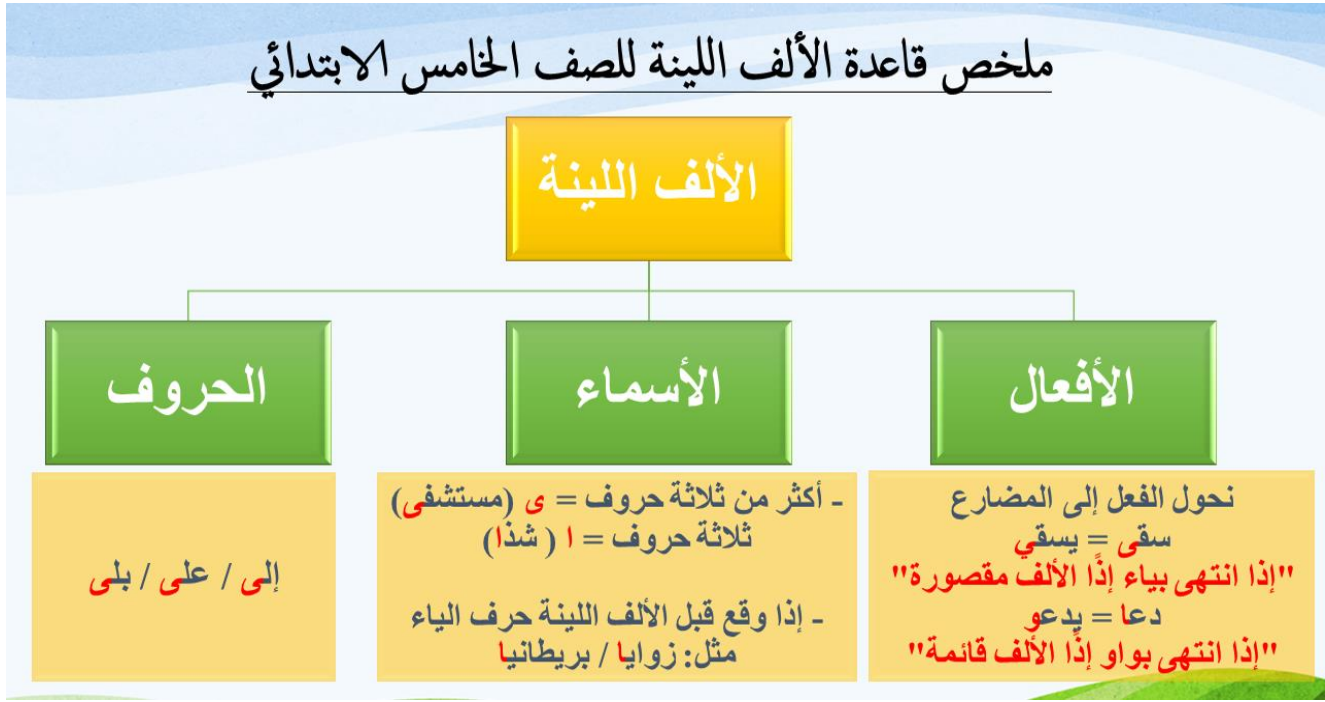 ملخص قاعدة الألف اللينة للصف الخامس الابتدائي
الألف اللينة
الأفعال
نحول الفعل إلى المضارع
سقى = يسقي
"إذا انتهى بياء إذًا الألف مقصورة"
دعا = يدعو
"إذا انتهى بواو إذًا الألف قائمة"
الأسماء
- أكثر من ثلاثة حروف = ى (مستشفى)
ثلاثة حروف = ا ( شذا)
- إذا وقع قبل الألف اللينة حرف الياء
مثل: زوايا / بريطانيا
الحروف
إلى / على / بلى